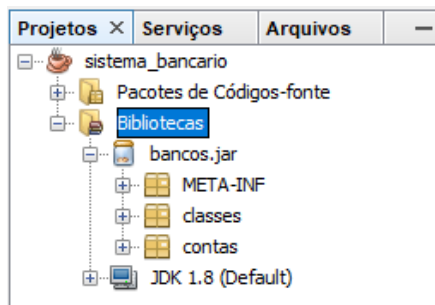 Projetos × Serviços Arquivos
sistema_bancario
Pacotes de Códigos-fonte
Bibliotecas
bancos.jar
META-INF
classes
contas
JDK 1.8 (Default)